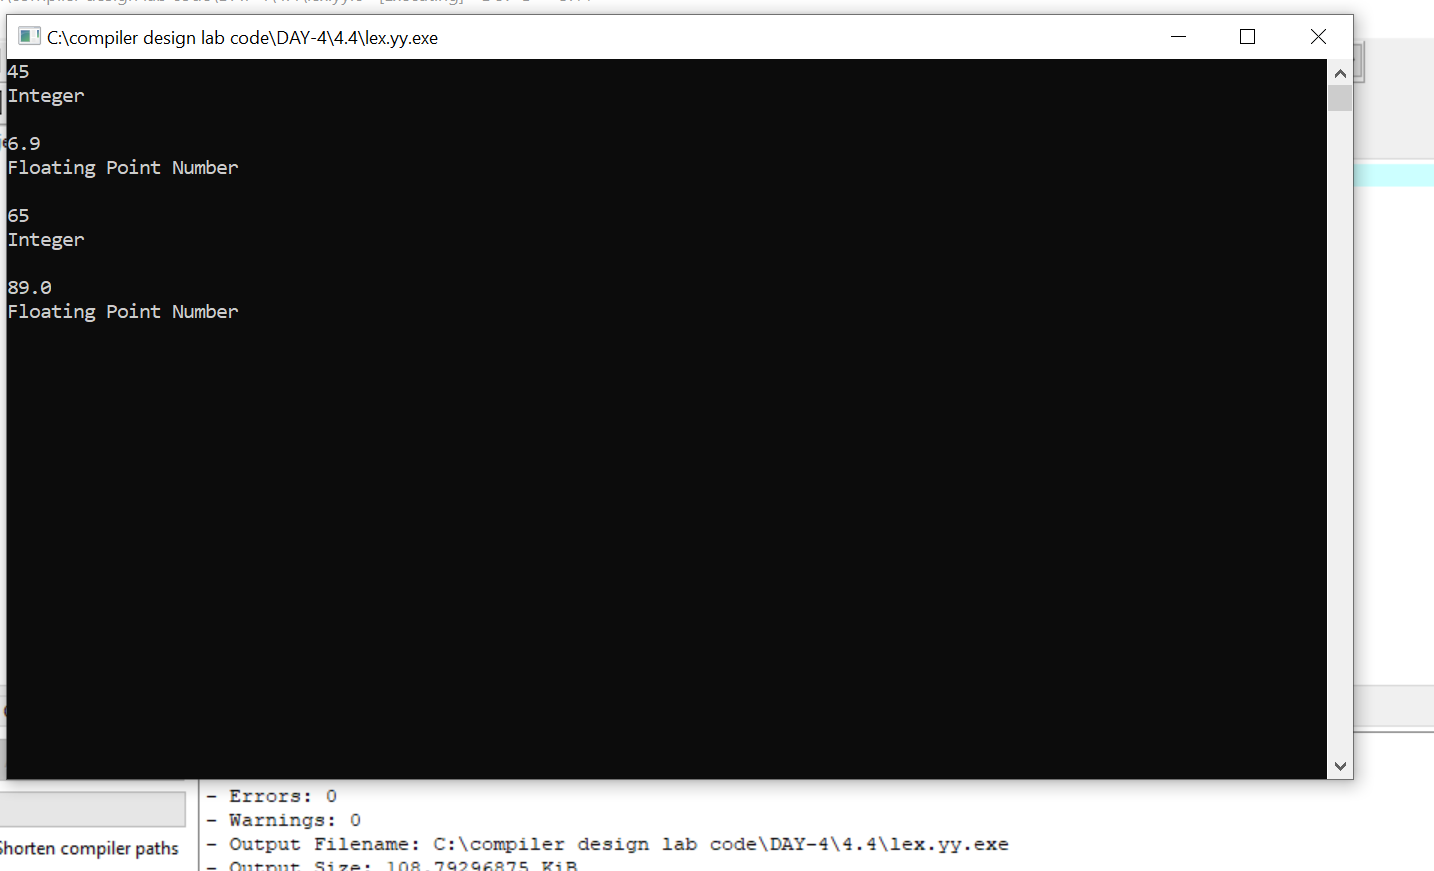 C:\compiler design lab code\DAY-4\4.4\lex.yy.exe
45
Integer
6.9
Floating Point Number
65
Integer
89.0
Floating Point Number
- Errors: 0
- Warnings: 0
- Output Filename: C:\compiler design lab code\DAY-4\4.4\lex.yy.exe
Shorten compiler paths
- Output Size: 108.79296875 KiB